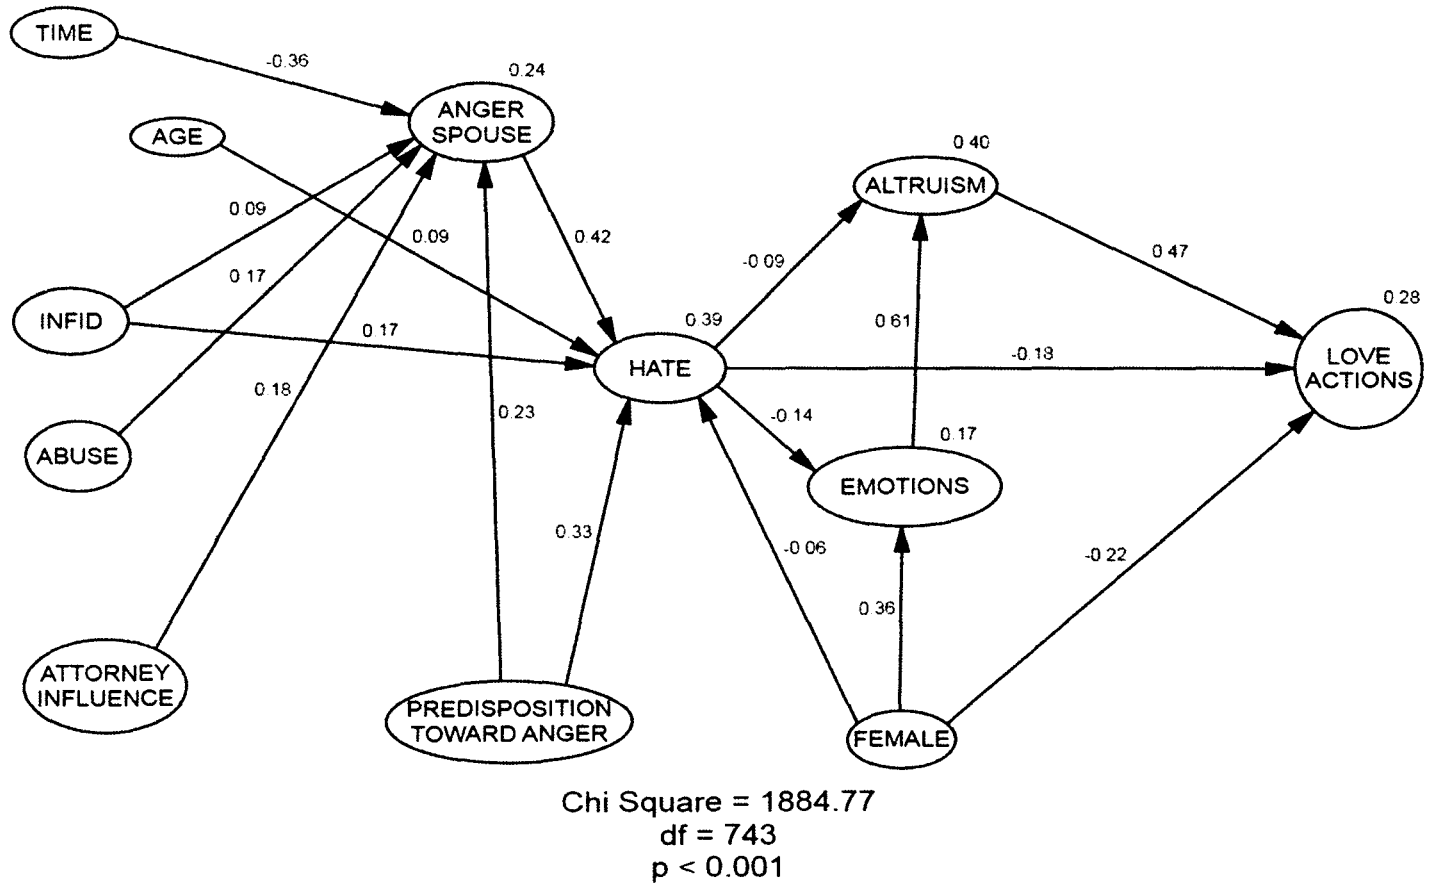 TIME
-0.36
0.24
ANGER
SPOUSE
AGE
0 40
ALTRUISM
0.09
0.09
0.42
0 47
-0 09
0 17
0.28
INFID
0.17
0.39
0 61
HATE
-0.18
LOVE
ACTIONS
0.18
0.23
-0.14
0.17
ABUSE
EMOTIONS
0.33
-0 06
-0 22
0.36
ATTORNEY
INFLUENCE
PREDISPOSITION
TOWARD ANGER
FEMALE
Chi Square = 1884.77
df = 743
p < 0.001